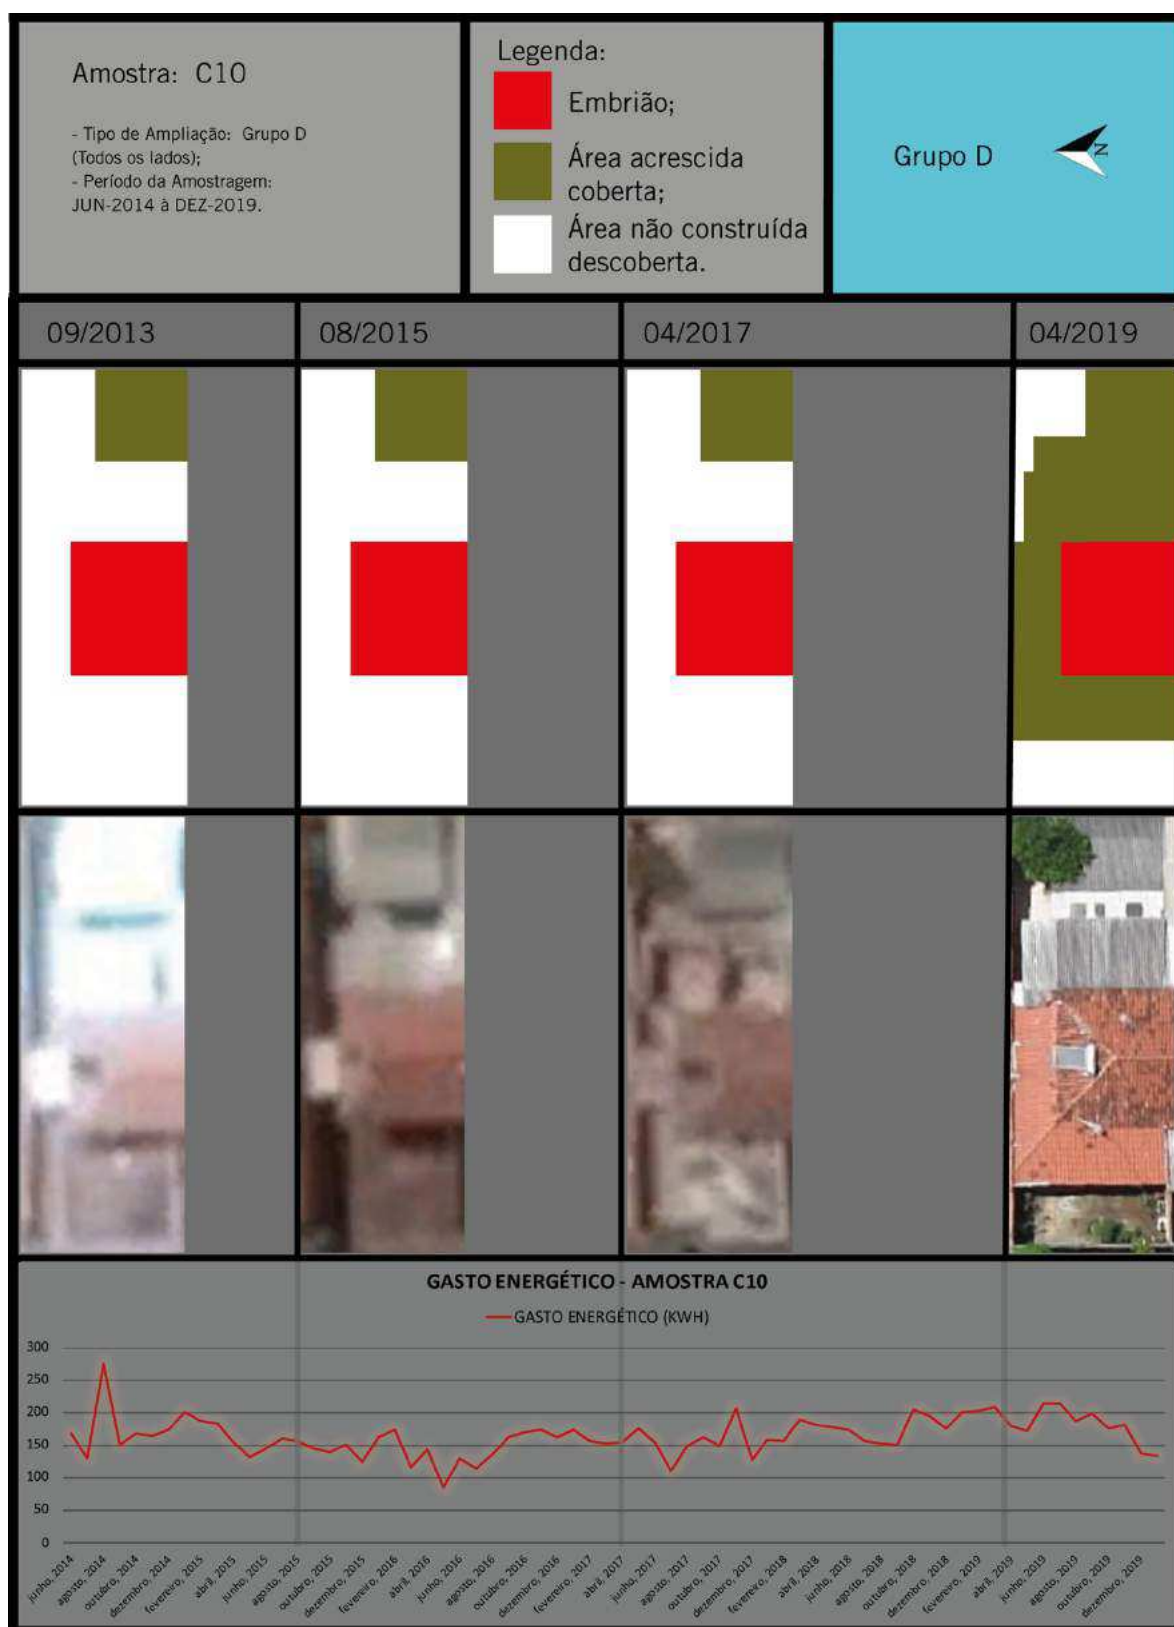 Amostra: C10
- Tipo de Ampliação: Grupo D
(Todos os lados);
- Período da Amostragem:
JUN-2014 à DEZ-2019.
Legenda:
Embrião;
Área acrescida
coberta;
Área não construída
descoberta.
Grupo D
N
09/2013
08/2015
04/2017
04/2019
GASTO ENERGÉTICO - AMOSTRA C10
GASTO ENERGÉTICO (KWH)
300
250
200
150
100
50
0
junho, 2014
agosto, 2014
outubro, 2014
dezembro, 2014
fevereiro, 2015
abril, 2015
junho, 2015
agosto, 2015
outubro, 2015
dezembro, 2015
fevereiro, 2016
abril, 2016
junho, 2016
agosto, 2016
outubro, 2016
dezembro, 2016
fevereiro, 2017
abril, 2017
junho, 2017
agosto, 2017
outubro, 2017
dezembro, 2017
fevereiro, 2018
abril, 2018
junho, 2018
agosto, 2018
outubro, 2018
dezembro, 2018
fevereiro, 2019
abril, 2019
junho, 2019
agosto, 2019
outubro, 2019
dezembro, 2019